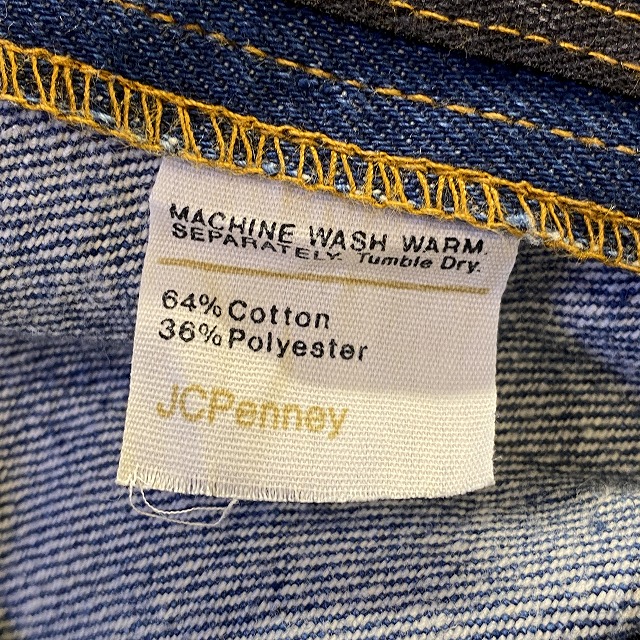 MACHINE WASH WARM.
SEPARATELY. Tumble Dry.
64% Cotton
36% Polyester
JCPenney